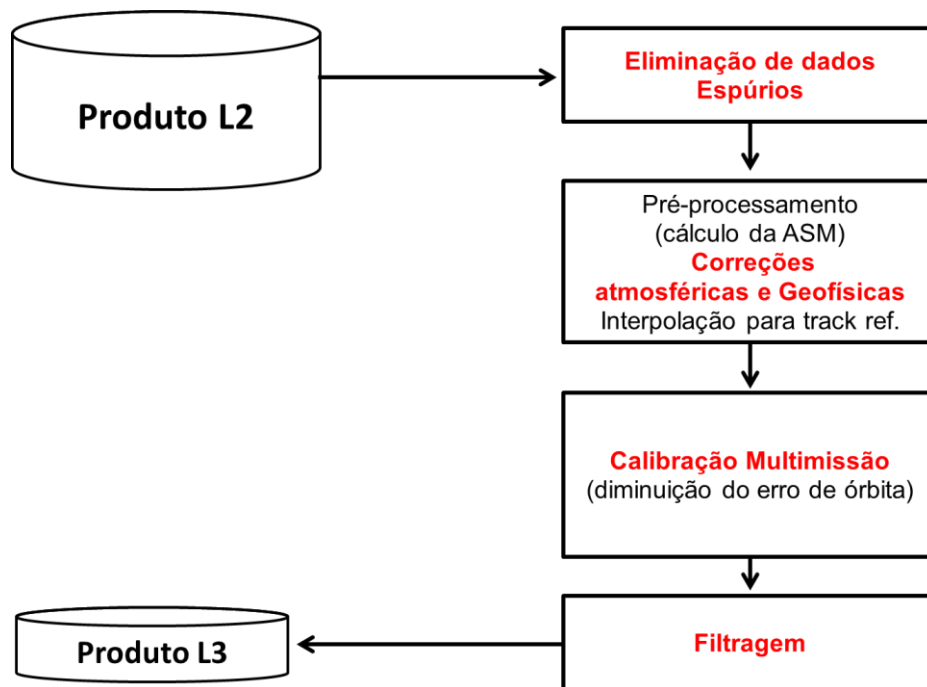 Produto L2
Eliminação de dados
Espúrios
Pré-processamento
(cálculo da ASM)
Correções
atmosféricas e Geofísicas
Interpolação para track ref.
Calibração Multimissão
(diminuição do erro de órbita)
Filtragem
Produto L3